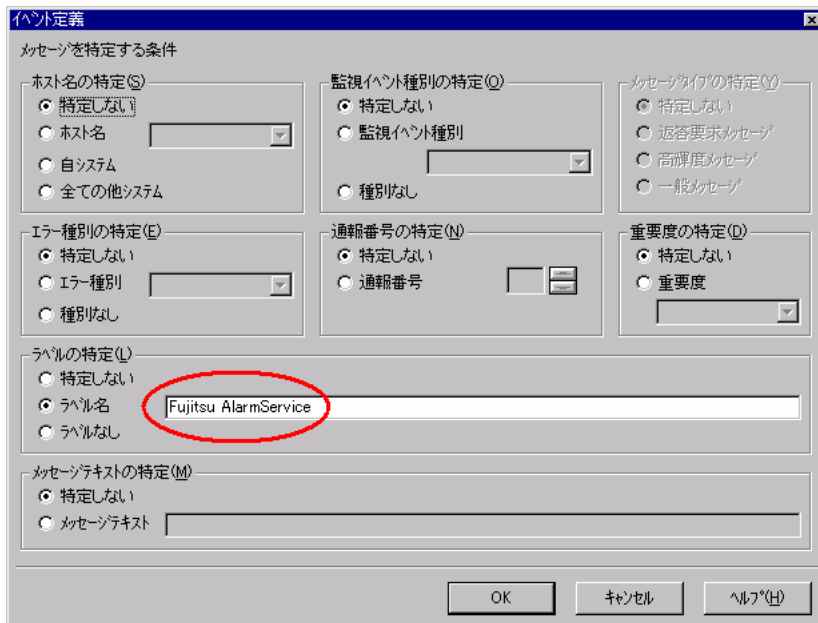 イベント定義
メッセージを特定する条件
ホスト名の特定(S)
特定しない
ホスト名
自システム
全ての他システム
監視イベント種別の特定(O)
特定しない
監視イベント種別
種別なし
メッセージタイプの特定(Y)
特定しない
返答要求メッセージ
高輝度メッセージ
一般メッセージ
エラー種別の特定(E)
特定しない
エラー種別
種別なし
通報番号の特定(N)
特定しない
通報番号
重要度の特定(D)
特定しない
重要度
ラベルの特定(L)
特定しない
ラベル名 Fujitsu AlarmService
ラベルなし
メッセージテキストの特定(M)
特定しない
メッセージテキスト
OK キャンセル ヘルプ(H)